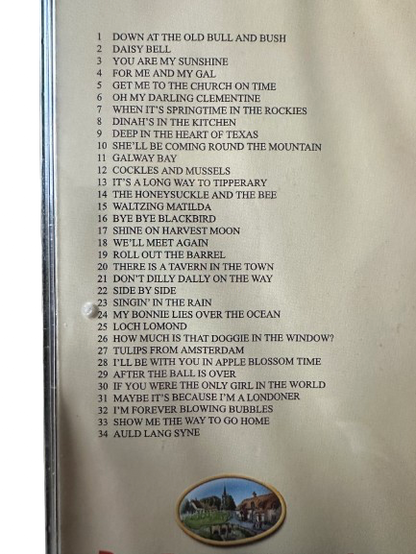 1 DOWN AT THE OLD BULL AND BUSH
2 DAISY BELL
3 YOU ARE MY SUNSHINE
4 FOR ME AND MY GAL
5 GET ME TO THE CHURCH ON TIME
6 OH MY DARLING CLEMENTINE
7 WHEN IT'S SPRINGTIME IN THE ROCKIES
8 DINAH'S IN THE KITCHEN
9 DEEP IN THE HEART OF TEXAS
10 SHE'LL BE COMING ROUND THE MOUNTAIN
11 GALWAY BAY
12 COCKLES AND MUSSELS
13 IT'S A LONG WAY TO TIPPERARY
14 THE HONEYSUCKLE AND THE BEE
15 WALTZING MATILDA
16 BYE BYE BLACKBIRD
17 SHINE ON HARVEST MOON
18 WE'LL MEET AGAIN
19 ROLL OUT THE BARREL
20 THERE IS A TAVERN IN THE TOWN
21 DON'T DILLY DALLY ON THE WAY
22 SIDE BY SIDE
23 SINGIN' IN THE RAIN
24 MY BONNIE LIES OVER THE OCEAN
25 LOCH LOMOND
26 HOW MUCH IS THAT DOGGIE IN THE WINDOW?
27 TULIPS FROM AMSTERDAM
28 I'LL BE WITH YOU IN APPLE BLOSSOM TIME
29 AFTER THE BALL IS OVER
30 IF YOU WERE THE ONLY GIRL IN THE WORLD
31 MAYBE IT'S BECAUSE I'M A LONDONER
32 I'M FOREVER BLOWING BUBBLES
33 SHOW ME THE WAY TO GO HOME
34 AULD LANG SYNE